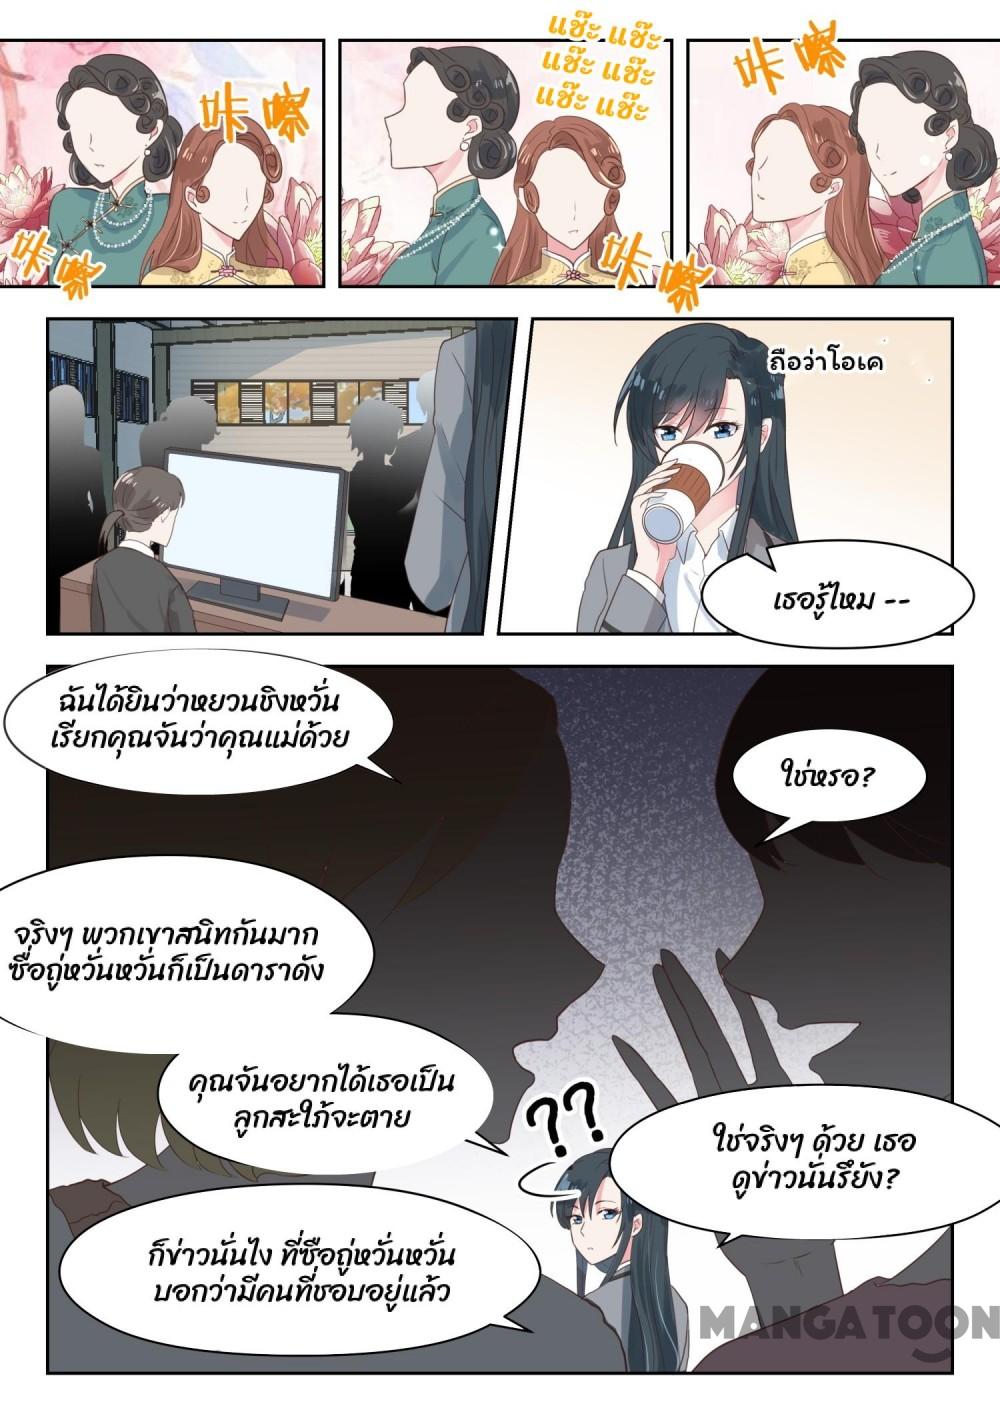 咔嚓
แช๊ะ แช๊ะ
แช๊ะ แช๊ะ
แช๊ะ แช๊ะ
咔嚓
咔嚓
咔嚓
ถือว่าโอเค
เธอรู้ไหม --
ฉันได้ยินว่าหยวนชิงหวั่น
เรียกคุณจันว่าคุณแม่ด้วย
ใช่หรอ?
จริงๆ พวกเขาสนิทกันมาก
ซื่อถู่หวั่นหวั่นก็เป็นดาราดัง
คุณจันอยากได้เธอเป็น
ลูกสะใภ้จะตาย
??
ใช่จริงๆ ด้วย เธอ
ดูข่าวนั่นรึยัง?
ก็ข่าวนั่นไง ที่ซือถู่หวั่นหวั่น
บอกว่ามีคนที่ชอบอยู่แล้ว
MANGATOON